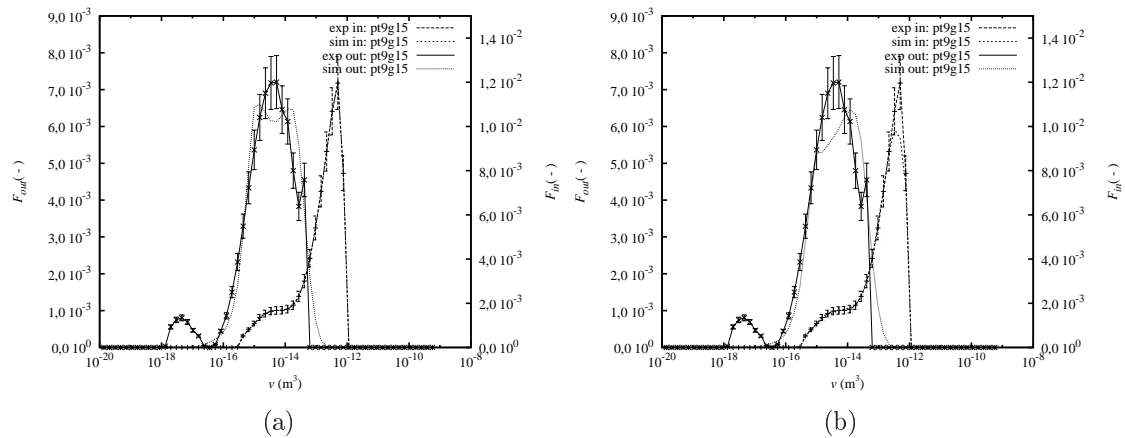 9,0 10⁻³
8,0 10⁻³
7,0 10⁻³
6,0 10⁻³
5,0 10⁻³
4,0 10⁻³
3,0 10⁻³
2,0 10⁻³
1,0 10⁻³
0,0 10⁰
F_out( - )
exp in: pt9g15
sim in: pt9g15
exp out: pt9g15
sim out: pt9g15
1,4 10⁻²
1,2 10⁻²
1,0 10⁻²
8,0 10⁻³
6,0 10⁻³
4,0 10⁻³
2,0 10⁻³
0,0 10⁰
F_in( - )
10⁻²⁰ 10⁻¹⁸ 10⁻¹⁶ 10⁻¹⁴ 10⁻¹² 10⁻¹⁰ 10⁻⁸
v (m³)
(a)
9,0 10⁻³
8,0 10⁻³
7,0 10⁻³
6,0 10⁻³
5,0 10⁻³
4,0 10⁻³
3,0 10⁻³
2,0 10⁻³
1,0 10⁻³
0,0 10⁰
F_out( - )
exp in: pt9g15
sim in: pt9g15
exp out: pt9g15
sim out: pt9g15
1,4 10⁻²
1,2 10⁻²
1,0 10⁻²
8,0 10⁻³
6,0 10⁻³
4,0 10⁻³
2,0 10⁻³
0,0 10⁰
F_in( - )
10⁻²⁰ 10⁻¹⁸ 10⁻¹⁶ 10⁻¹⁴ 10⁻¹² 10⁻¹⁰ 10⁻⁸
v (m³)
(b)